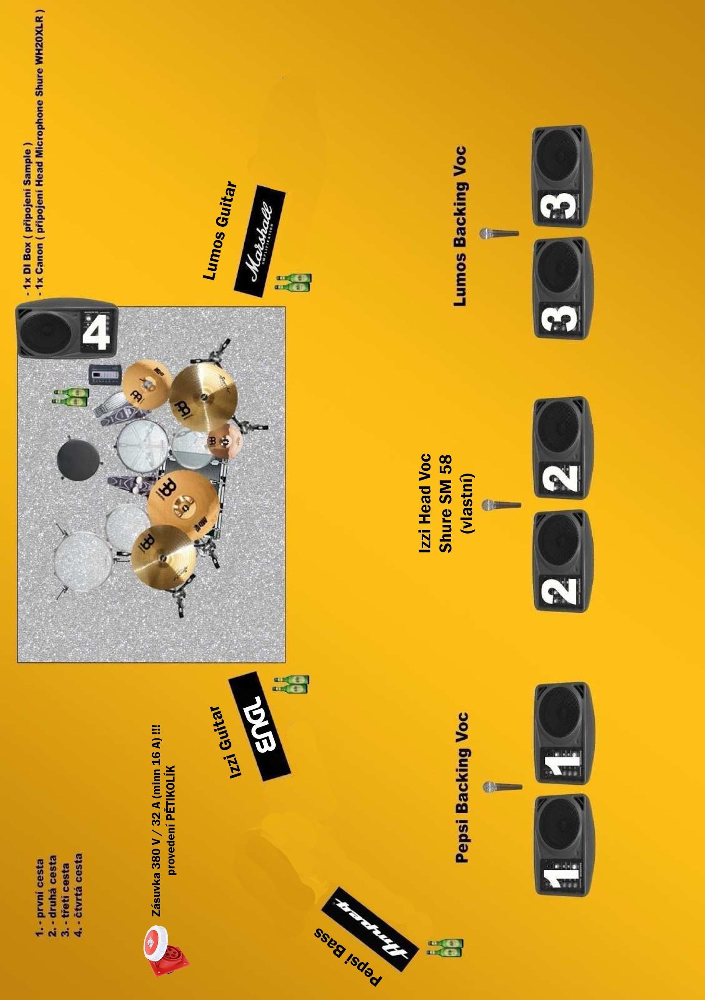 1. - první cesta
2. - druhá cesta
3. - třetí cesta
4. - čtvrtá cesta
- 1x DI Box ( připojení Sample )
- 1x Canon ( připojení Head Microphone Shure WH20XLR )
4
Zásuvka 380 V / 32 A (minn 16 A) !!!
provedení PĚTIKOLÍK
Izzi Guitar
ENGL
Lumos Guitar
Marshall
AMPLIFICATION
Pepsi Bass
Ampeg
Pepsi Backing Voc
Izzi Head Voc
Shure SM 58
(vlastní)
Lumos Backing Voc
1
1
2
2
3
3